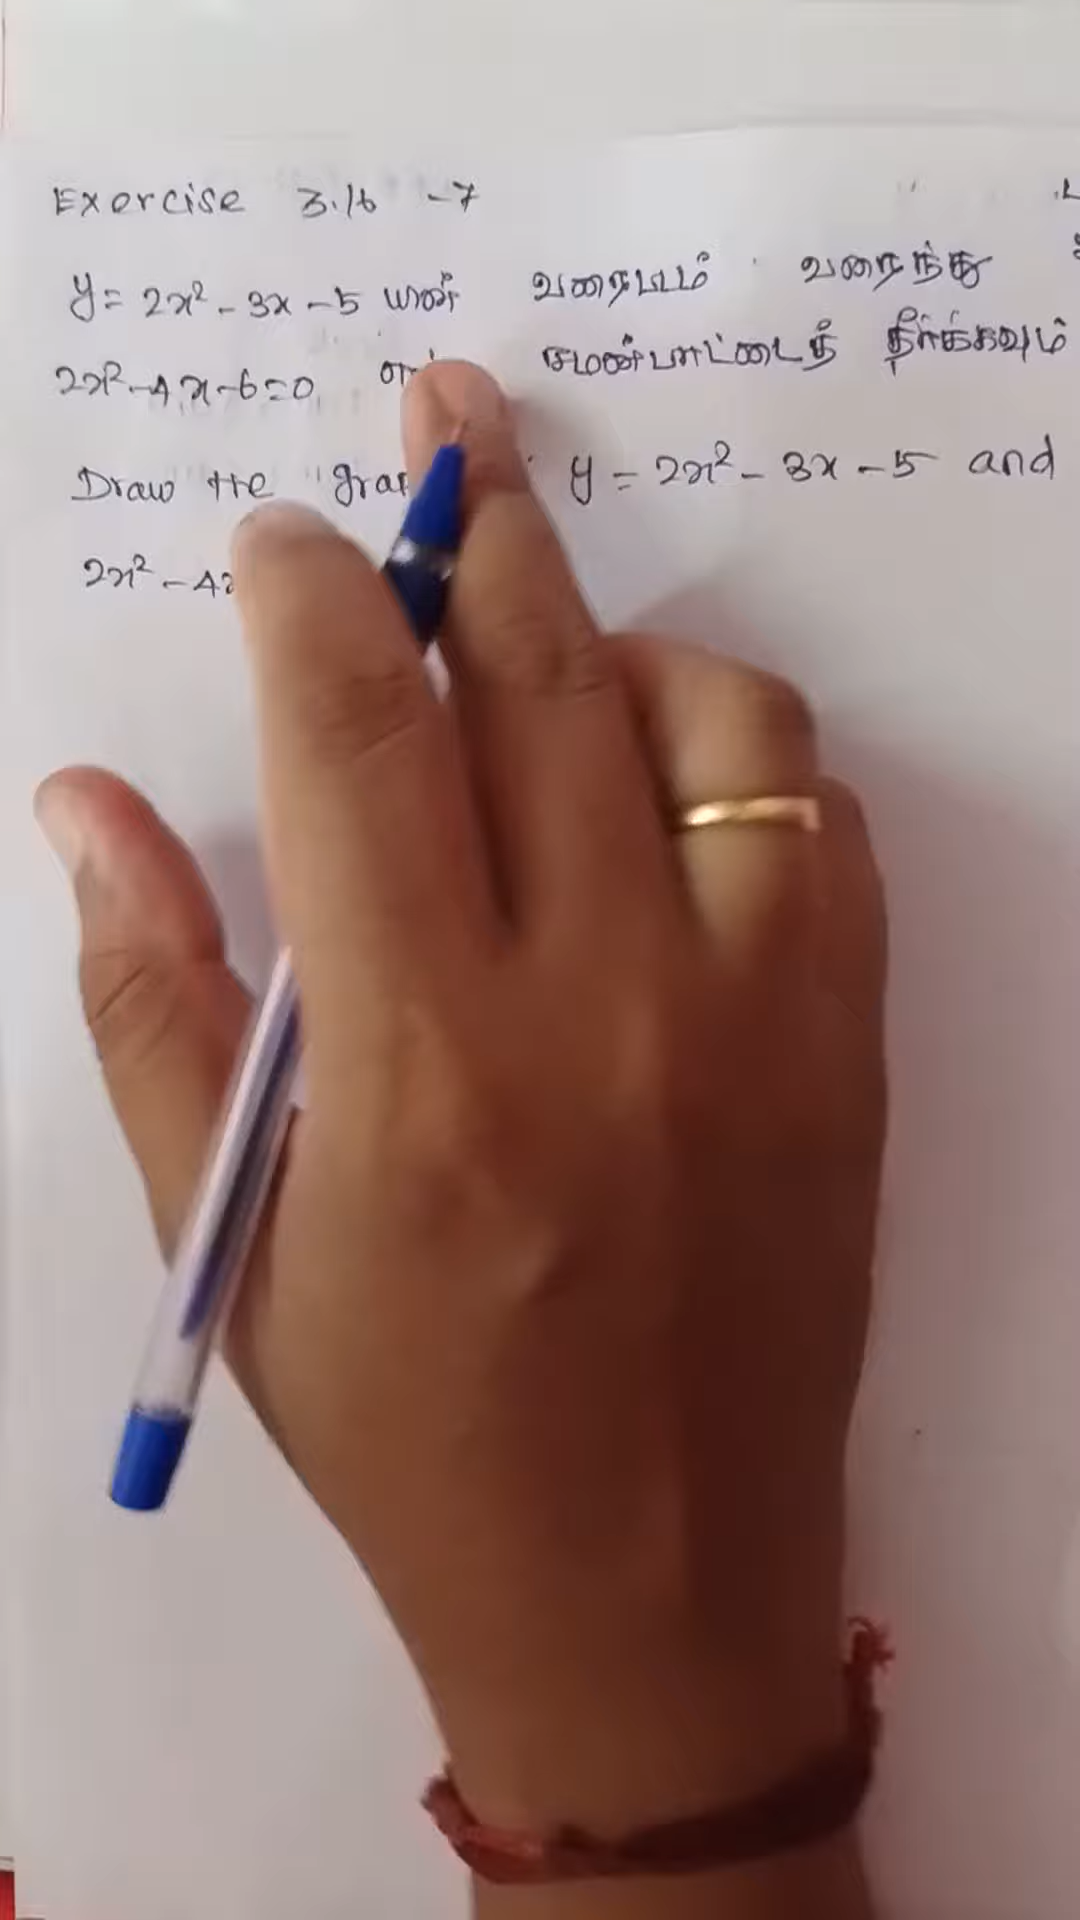 Exercise 3.16 -7
y = 2x² - 3x - 5 யின் வரைபடம் வரைந்து
2x² - 4x - 6 = 0 சமன்பாட்டைத் தீர்க்கவும்
Draw the y = 2x² - 3x - 5 and
2x² - 4x